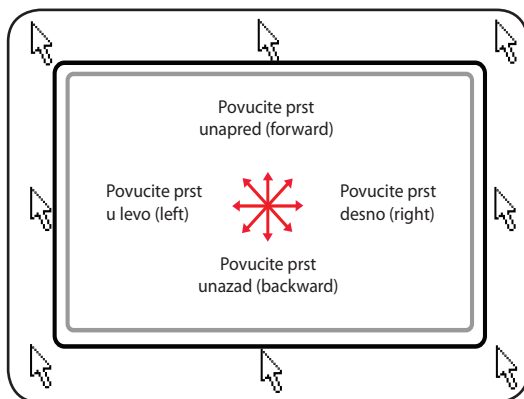 Povucite prst
unapred (forward)
Povucite prst
u levo (left)
Povucite prst
desno (right)
Povucite prst
unazad (backward)